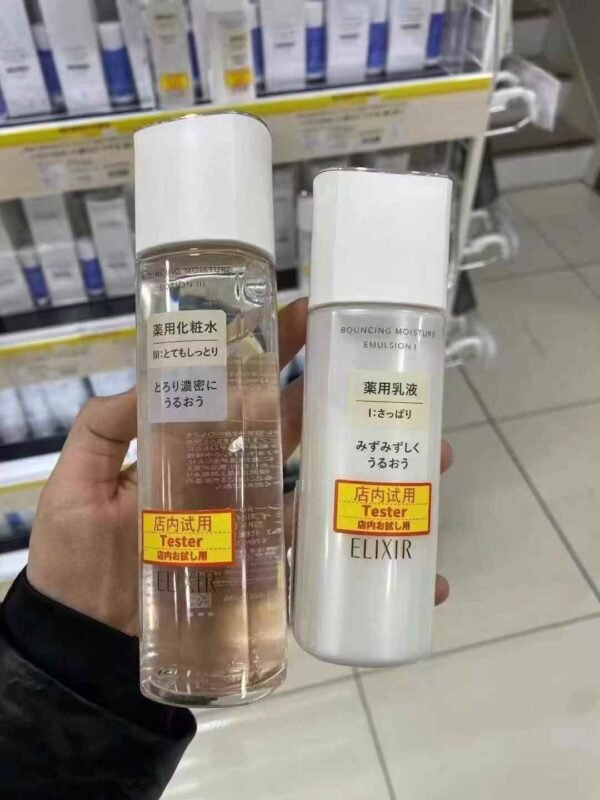 BOUNCING MOISTURE
LOTION III
薬用化粧水
III:とてもしっとり
とろり濃密に
うるおう
店内试用
Tester
店内お試し用
ELIXIR
BOUNCING MOISTURE
EMULSION I
薬用乳液
I:さっぱり
みずみずしく
うるおう
店内试用
Tester
店内お試し用
ELIXIR